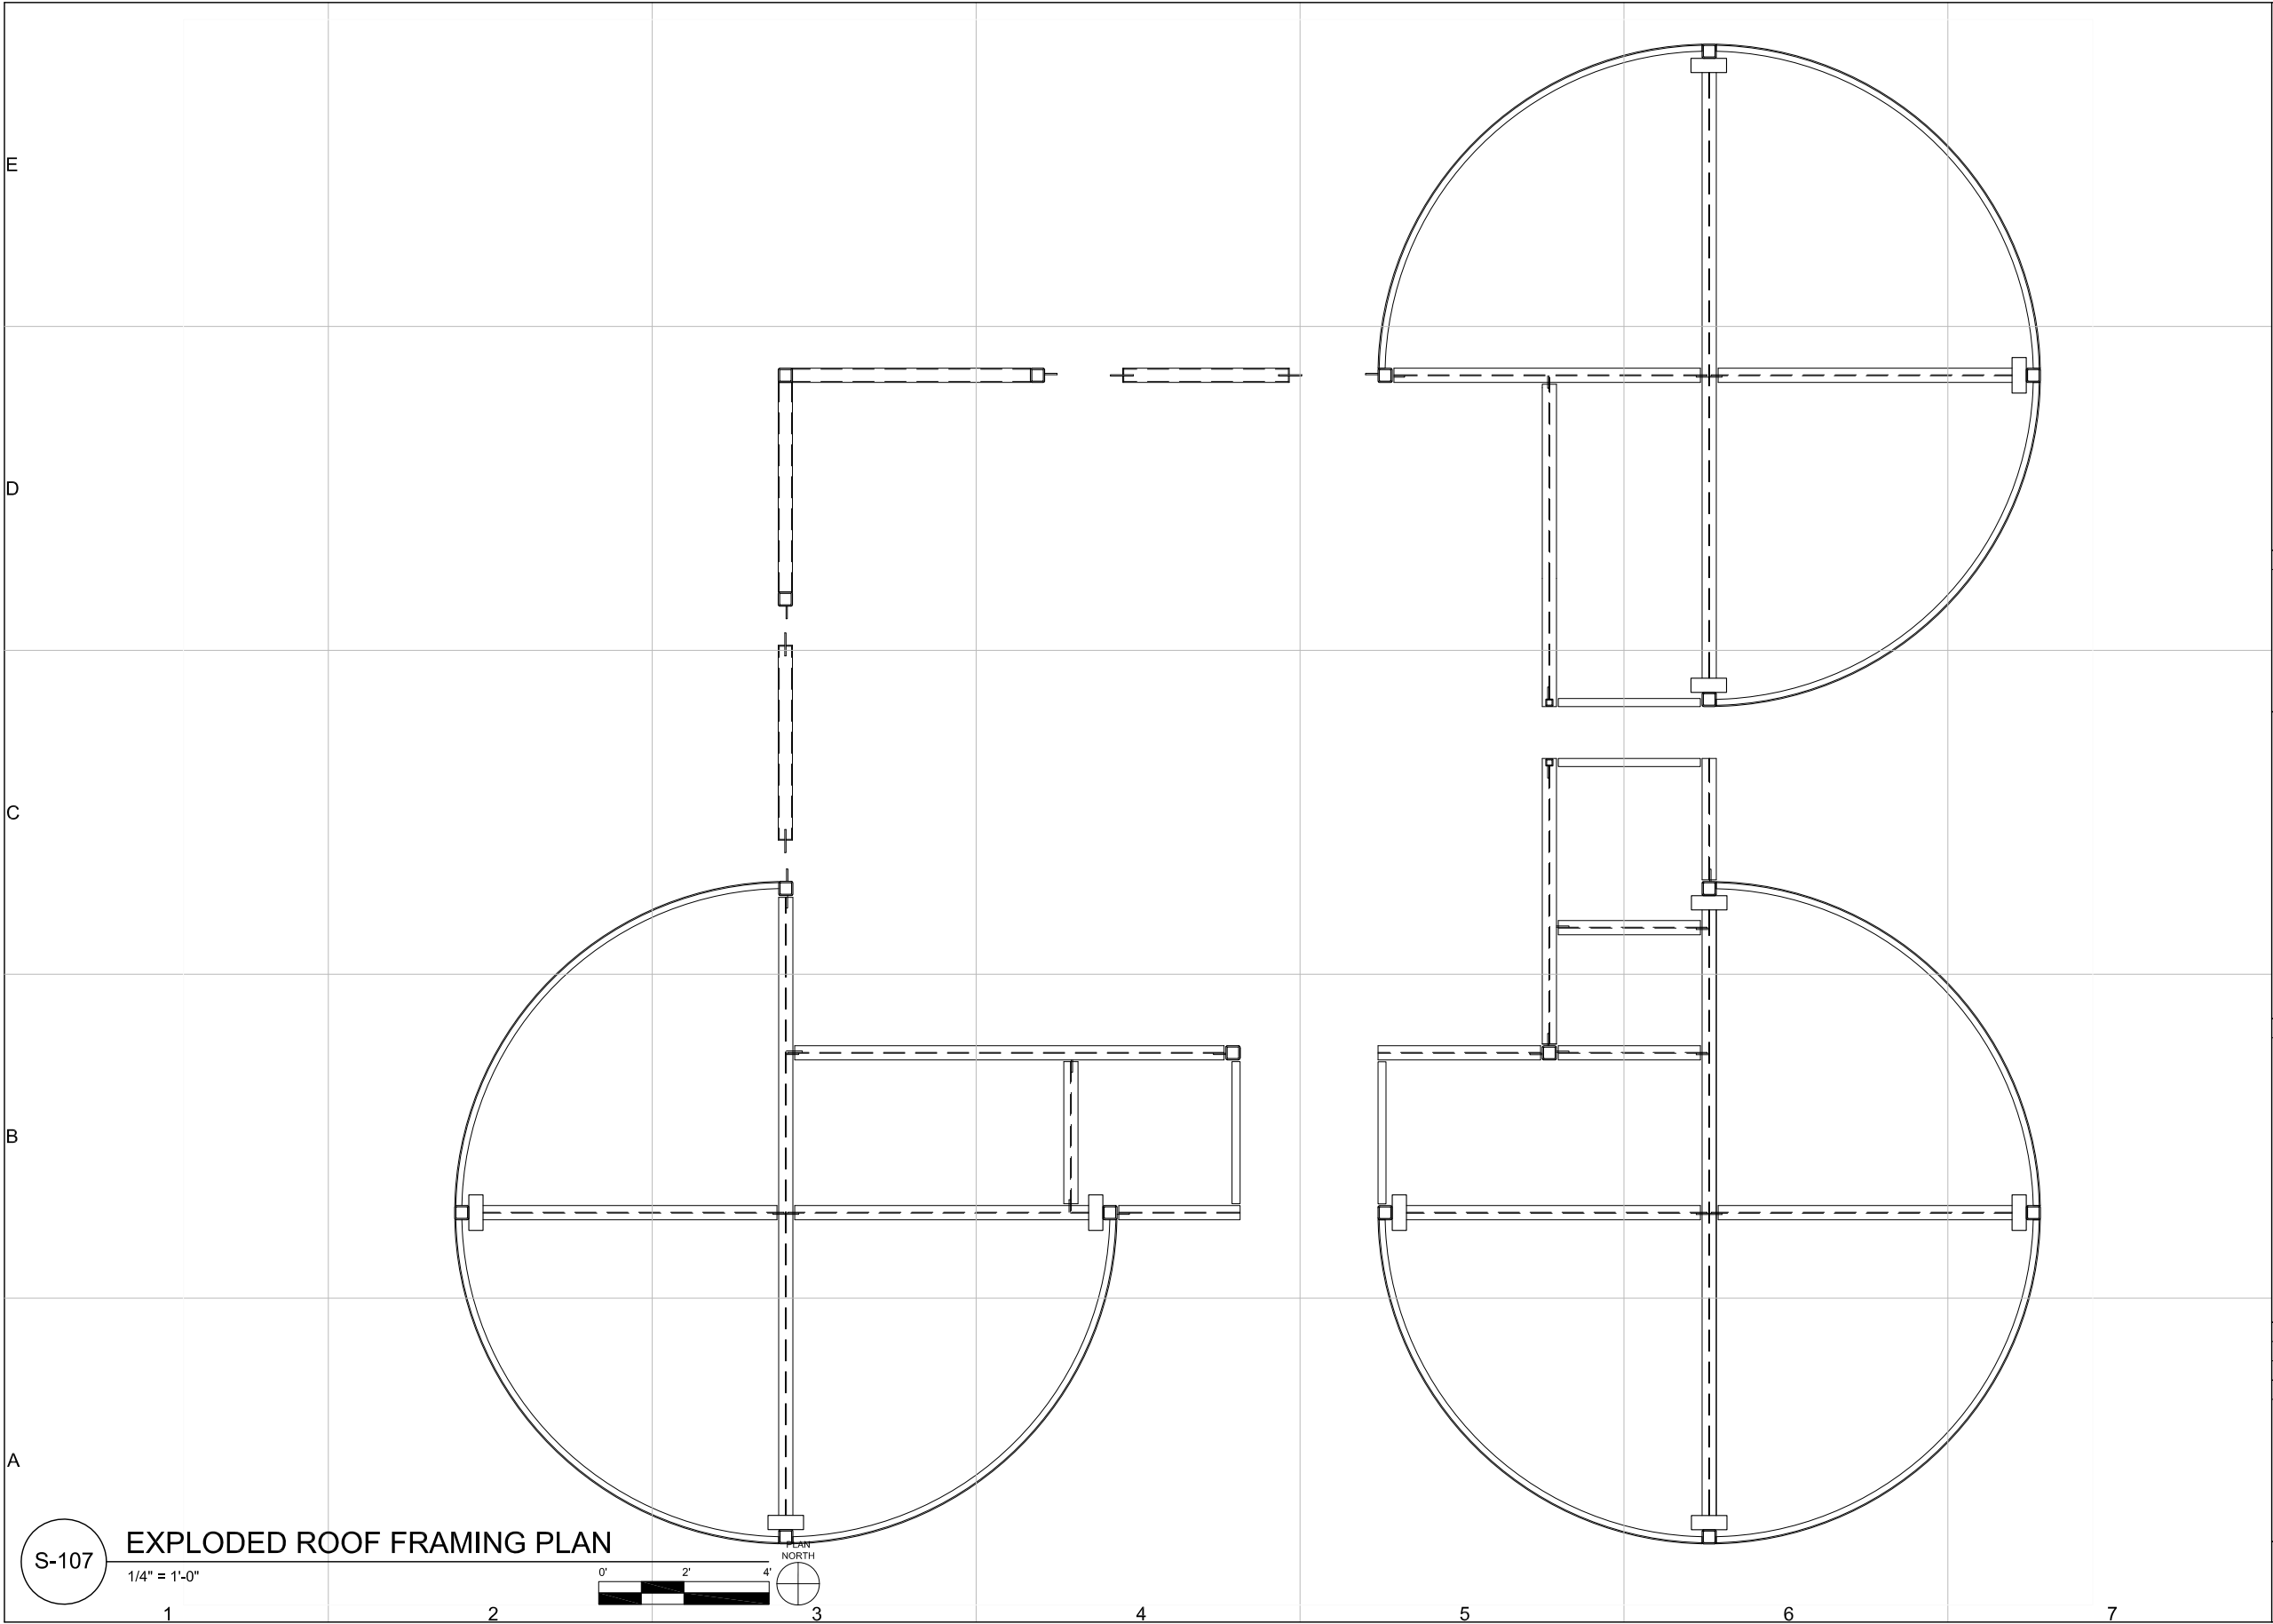 E
D
C
B
A
S-107
EXPLODED ROOF FRAMING PLAN
1/4" = 1'-0"
0' 2' 4'
PLAN
NORTH
1 2 3 4 5 6 7